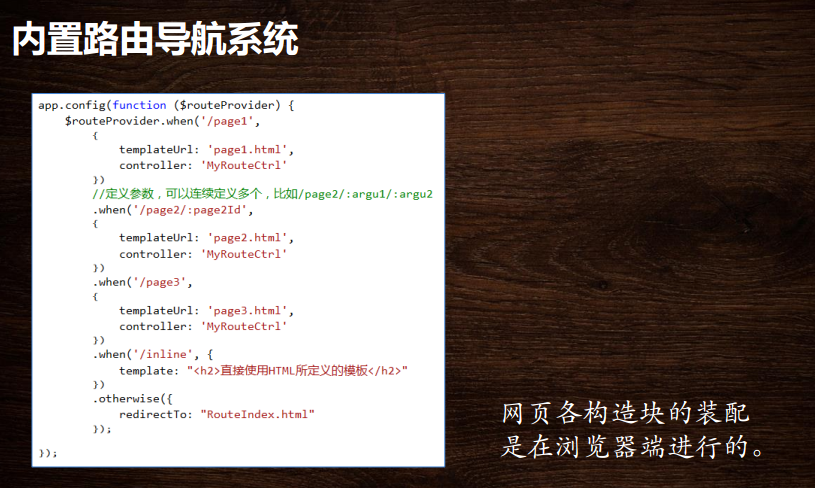 内置路由导航系统
app.config(function ($routeProvider) {
$routeProvider.when('/page1',
{
templateUrl: 'page1.html',
controller: 'MyRouteCtrl'
})
//定义参数，可以连续定义多个，比如/page2/:argu1/:argu2
.when('/page2/:page2Id',
{
templateUrl: 'page2.html',
controller: 'MyRouteCtrl'
})
.when('/page3',
{
templateUrl: 'page3.html',
controller: 'MyRouteCtrl'
})
.when('/inline', {
template: "<h2>直接使用HTML所定义的模板</h2>"
})
.otherwise({
redirectTo: "RouteIndex.html"
});
});
网页各构造块的装配
是在浏览器端进行的。